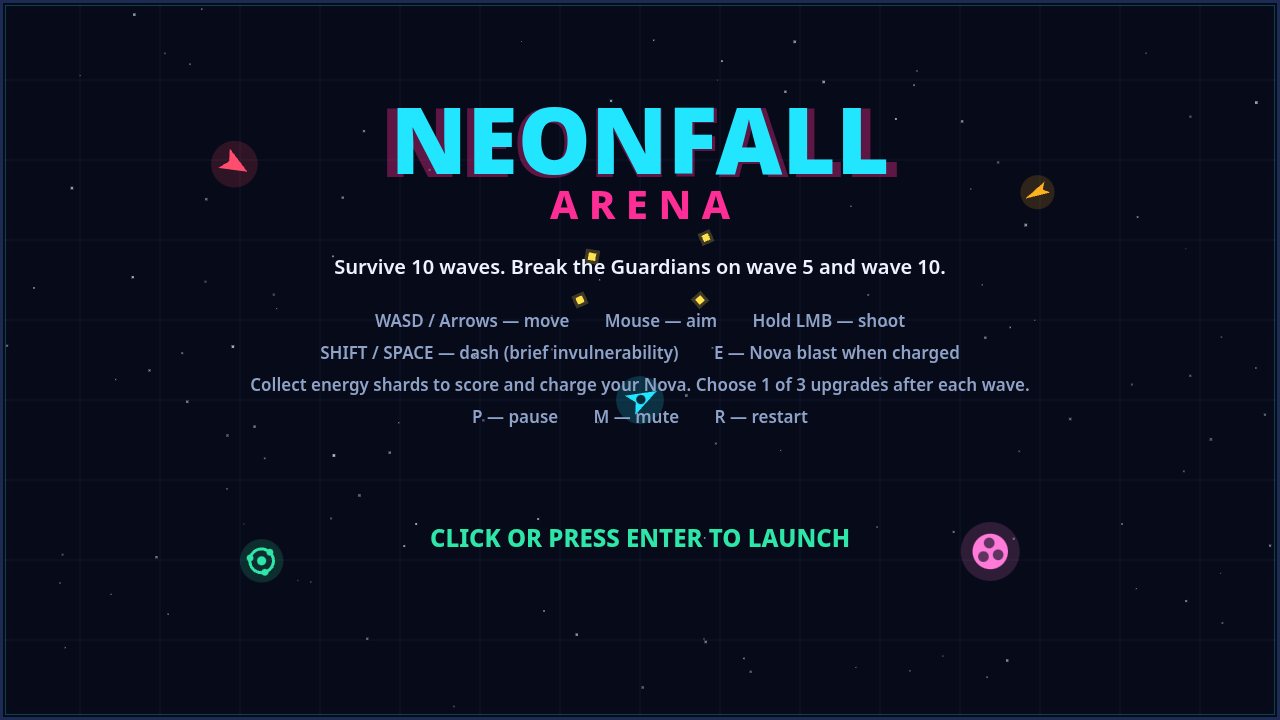 NEONFALL
ARENA
Survive 10 waves. Break the Guardians on wave 5 and wave 10.
WASD / Arrows — move Mouse — aim Hold LMB — shoot
SHIFT / SPACE — dash (brief invulnerability) E — Nova blast when charged
Collect energy shards to score and charge your Nova. Choose 1 of 3 upgrades after each wave.
P — pause M — mute R — restart
CLICK OR PRESS ENTER TO LAUNCH